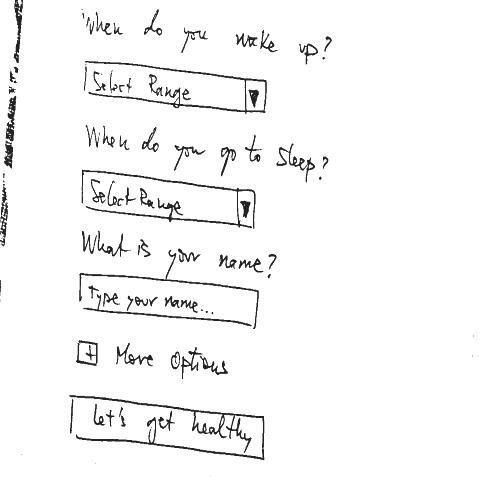 When do you wake up?
Select Range
When do you go to sleep?
Select Range
What is your name?
Type your name...
+ More Options
Let's get healthy